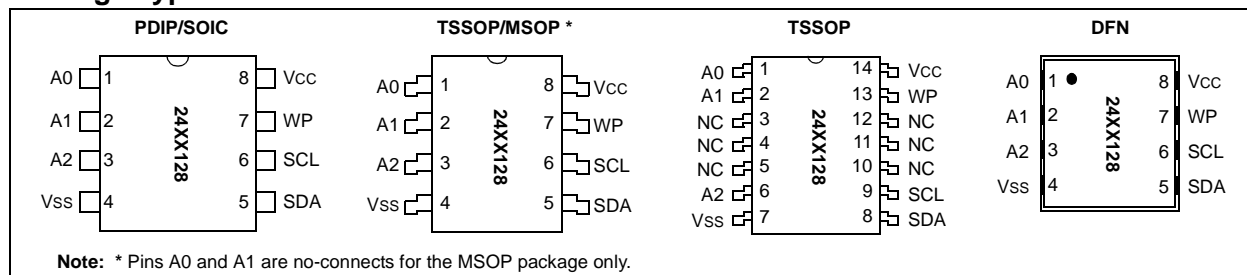 PDIP/SOIC
A0 1 8 VCC
A1 2 7 WP
A2 3 6 SCL
VSS 4 5 SDA
24XX128
TSSOP/MSOP *
A0 1 8 VCC
A1 2 7 WP
A2 3 6 SCL
VSS 4 5 SDA
24XX128
TSSOP
A0 1 14 VCC
A1 2 13 WP
NC 3 12 NC
NC 4 11 NC
NC 5 10 NC
A2 6 9 SCL
VSS 7 8 SDA
24XX128
DFN
A0 1 8 VCC
A1 2 7 WP
A2 3 6 SCL
VSS 4 5 SDA
24XX128
Note: * Pins A0 and A1 are no-connects for the MSOP package only.